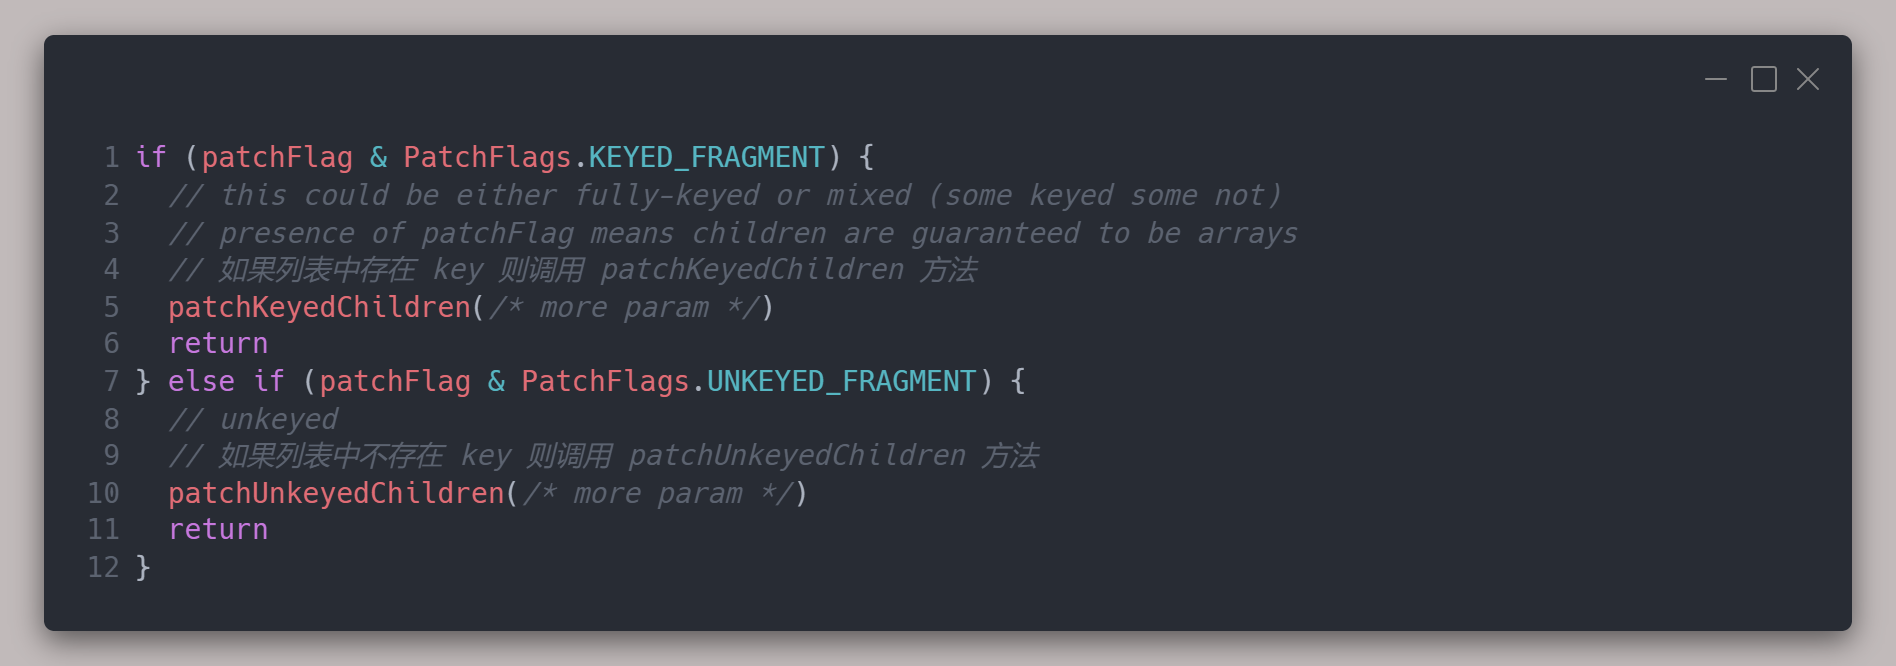 1 if (patchFlag & PatchFlags.KEYED_FRAGMENT) {
2   // this could be either fully-keyed or mixed (some keyed some not)
3   // presence of patchFlag means children are guaranteed to be arrays
4   // 如果列表中存在 key 则调用 patchKeyedChildren 方法
5   patchKeyedChildren(/* more param */)
6   return
7 } else if (patchFlag & PatchFlags.UNKEYED_FRAGMENT) {
8   // unkeyed
9   // 如果列表中不存在 key 则调用 patchUnkeyedChildren 方法
10   patchUnkeyedChildren(/* more param */)
11   return
12 }